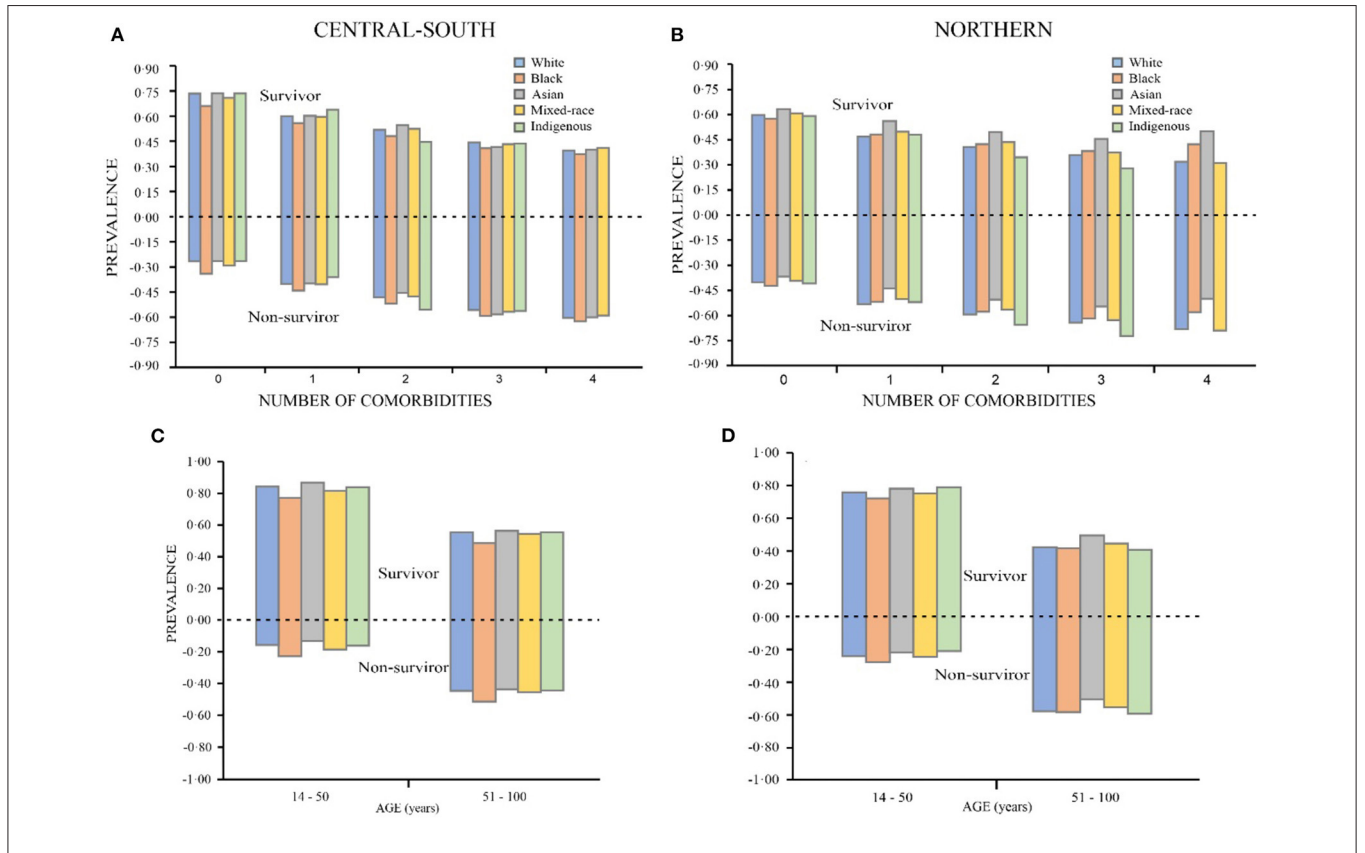 A
CENTRAL-SOUTH
White
Black
Asian
Mixed-race
Indigenous
PREVALENCE
0·90
0·75
0·60
0·45
0·30
0·15
0·00
-0·15
-0·30
-0·45
-0·60
-0·75
-0·90
Survivor
Non-surviror
0 1 2 3 4
NUMBER OF COMORBIDITIES
B
NORTHERN
White
Black
Asian
Mixed-race
Indigenous
PREVALENCE
0·90
0·75
0·60
0·45
0·30
0·15
0·00
-0·15
-0·30
-0·45
-0·60
-0·75
-0·90
Survivor
Non-surviror
0 1 2 3 4
NUMBER OF COMORBIDITIES
C
PREVALENCE
1·00
0·80
0·60
0·40
0·20
0·00
-0·20
-0·40
-0·60
-0·80
-1·00
Survivor
Non-surviror
14 - 50 51 - 100
AGE (years)
D
1·00
0·80
0·60
0·40
0·20
0·00
-0·20
-0·40
-0·60
-0·80
-1·00
Survivor
Non-surviror
14 - 50 51 - 100
AGE (years)